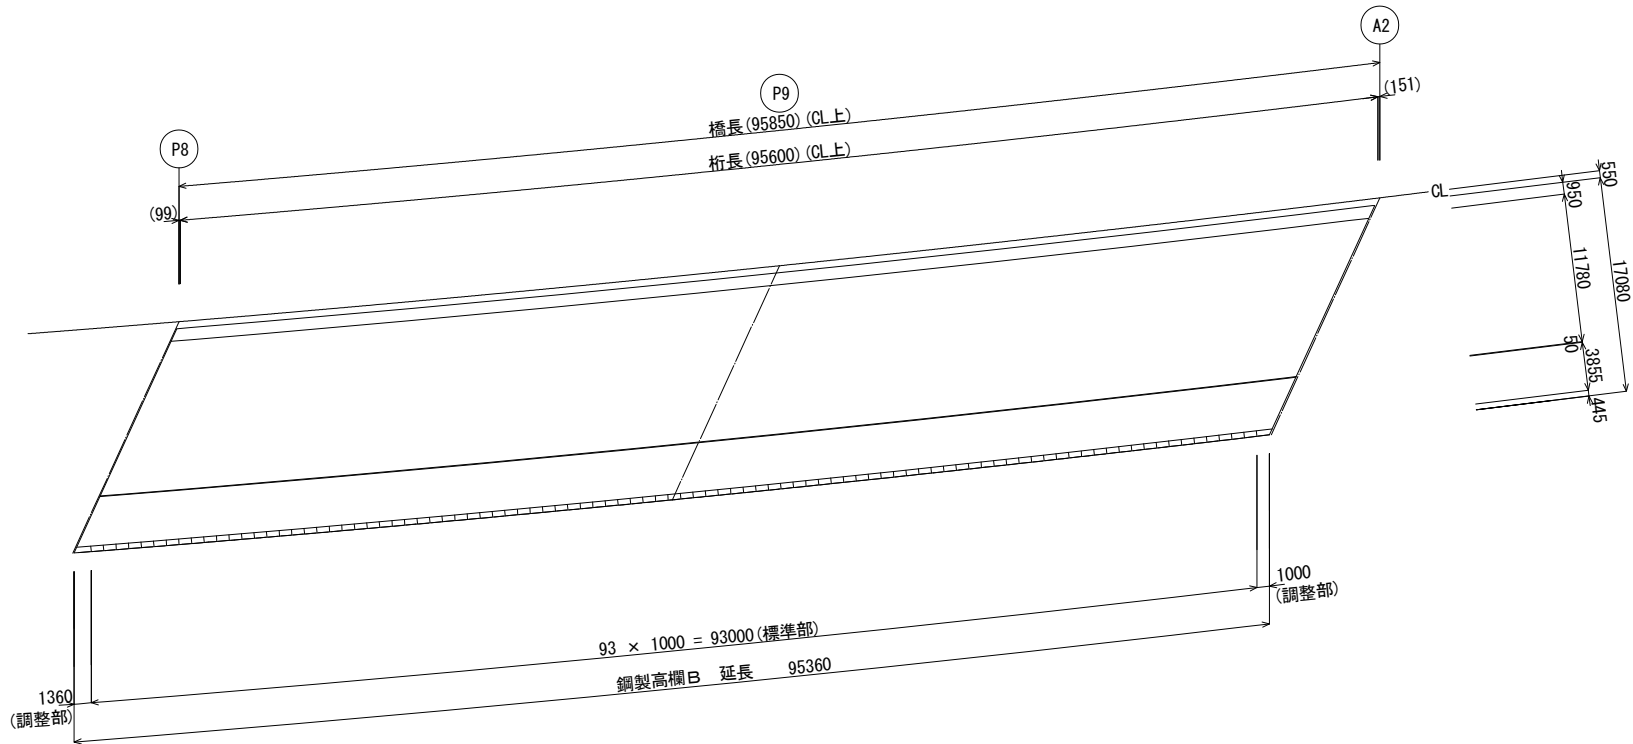 A2
P9
P8
橋長(95850)(CL上)
(151)
桁長(95600)(CL上)
(99)
CL
550
950
11780
17080
50
3855
445
1000
(調整部)
93 × 1000 = 93000(標準部)
鋼製高欄B 延長 95360
1360
(調整部)